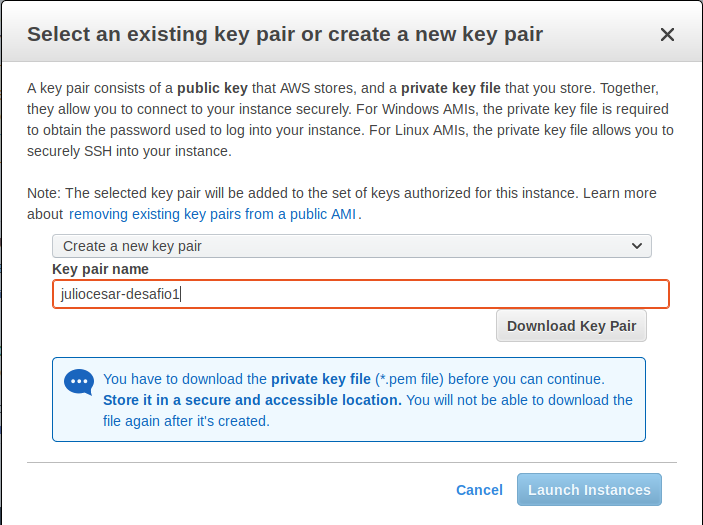 Select an existing key pair or create a new key pair
A key pair consists of a public key that AWS stores, and a private key file that you store. Together,
they allow you to connect to your instance securely. For Windows AMIs, the private key file is required
to obtain the password used to log into your instance. For Linux AMIs, the private key file allows you to
securely SSH into your instance.
Note: The selected key pair will be added to the set of keys authorized for this instance. Learn more
about removing existing key pairs from a public AMI.
Create a new key pair
Key pair name
juliocesar-desafio1
Download Key Pair
You have to download the private key file (*.pem file) before you can continue.
Store it in a secure and accessible location. You will not be able to download the
file again after it's created.
Cancel Launch Instances